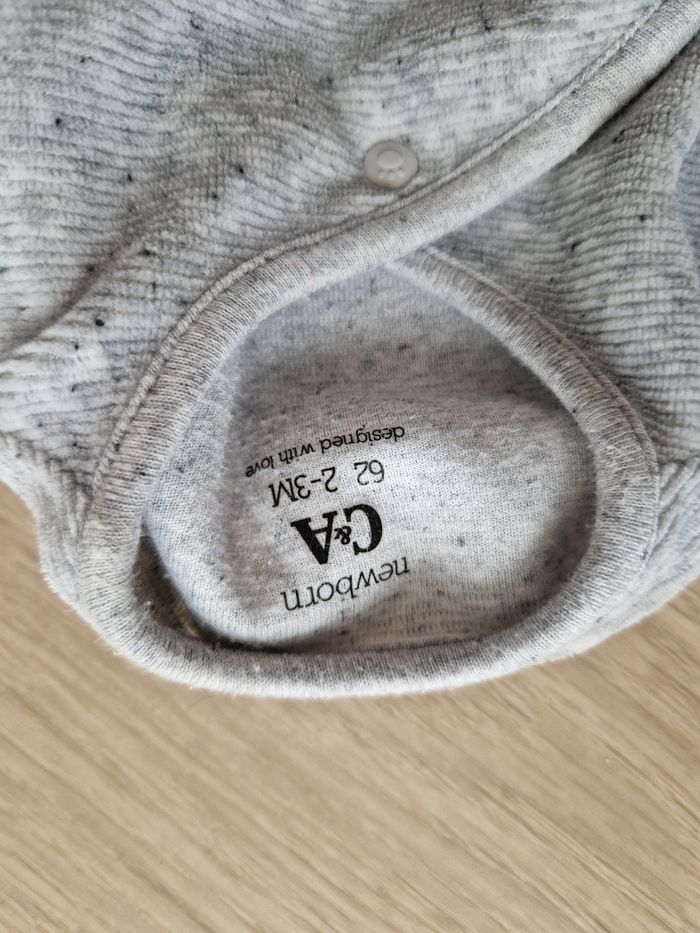 newborn
C&A
62 2-3M
designed with love